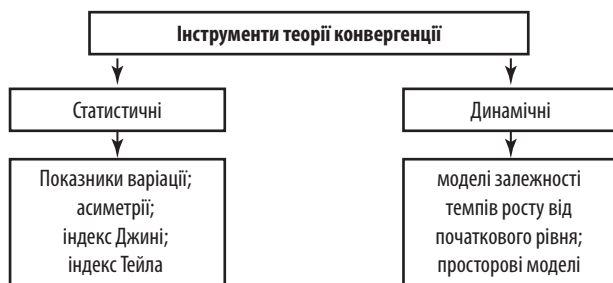 Інструменти теорії конвергенції
Статистичні
Динамічні
Показники варіації;
асиметрії;
індекс Джині;
індекс Тейла
моделі залежності
темпів росту від
початкового рівня;
просторові моделі